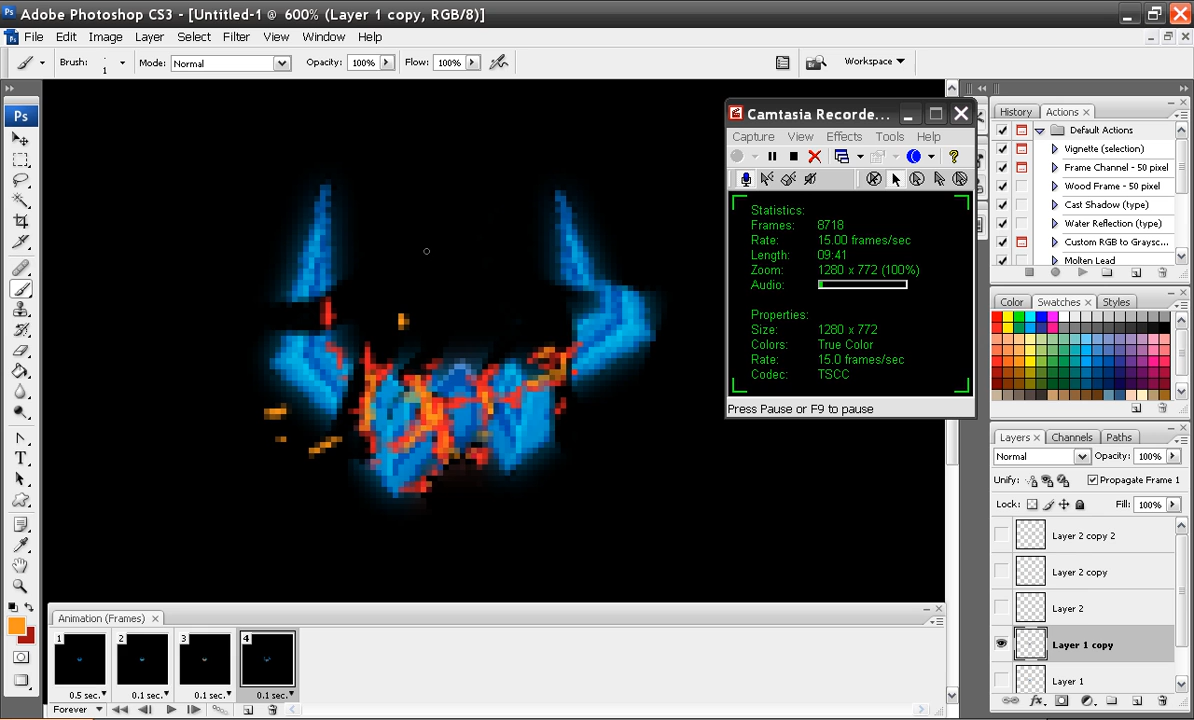 Ps Adobe Photoshop CS3 - [Untitled-1 @ 600% (Layer 1 copy, RGB/8)]
Ps File Edit Image Layer Select Filter View Window Help
Brush: 1 Mode: Normal Opacity: 100% Flow: 100% Workspace
Ps
T
Camtasia Recorde...
Capture View Effects Tools Help
Statistics:
Frames: 8718
Rate: 15.00 frames/sec
Length: 09:41
Zoom: 1280 x 772 (100%)
Audio:
Properties:
Size: 1280 x 772
Colors: True Color
Rate: 15.0 frames/sec
Codec: TSCC
Press Pause or F9 to pause
History Actions
Default Actions
Vignette (selection)
Frame Channel - 50 pixel
Wood Frame - 50 pixel
Cast Shadow (type)
Water Reflection (type)
Custom RGB to Graysc...
Molten Lead
Color Swatches Styles
Layers Channels Paths
Normal Opacity: 100%
Unify: Propagate Frame 1
Lock: Fill: 100%
Layer 2 copy 2
Layer 2 copy
Layer 2
Layer 1 copy
Layer 1
fx
Animation (Frames)
1 2 3 4
0.5 sec. 0.1 sec. 0.1 sec. 0.1 sec.
Forever